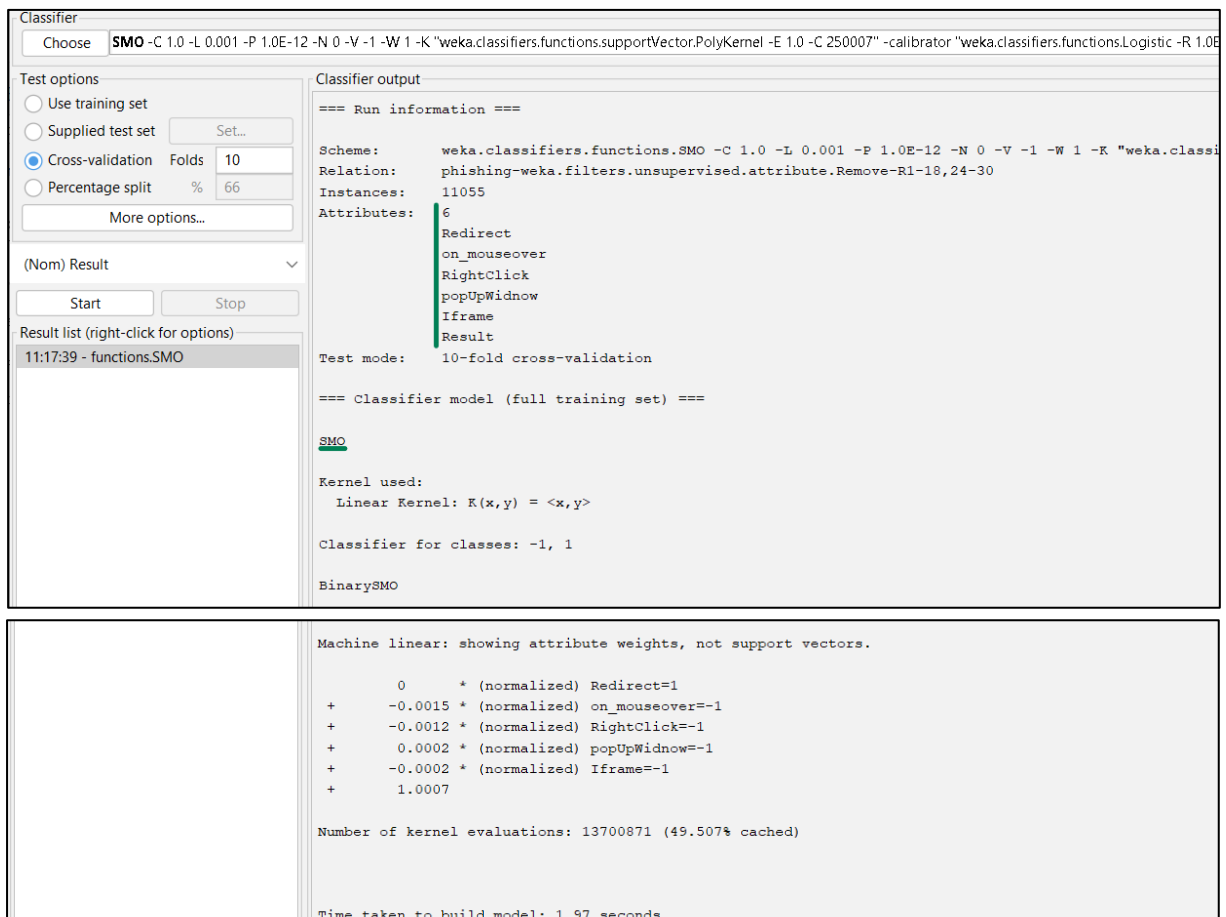 Classifier
Choose SMO -C 1.0 -L 0.001 -P 1.0E-12 -N 0 -V -1 -W 1 -K "weka.classifiers.functions.supportVector.PolyKernel -E 1.0 -C 250007" -calibrator "weka.classifiers.functions.Logistic -R 1.0E
Test options
Use training set
Supplied test set Set...
Cross-validation Folds 10
Percentage split % 66
More options...
(Nom) Result
Start Stop
Result list (right-click for options)
11:17:39 - functions.SMO
Classifier output
=== Run information ===
Scheme: weka.classifiers.functions.SMO -C 1.0 -L 0.001 -P 1.0E-12 -N 0 -V -1 -W 1 -K "weka.classi
Relation: phishing-weka.filters.unsupervised.attribute.Remove-R1-18,24-30
Instances: 11055
Attributes: 6
Redirect
on_mouseover
RightClick
popUpWidnow
Iframe
Result
Test mode: 10-fold cross-validation
=== Classifier model (full training set) ===
SMO
Kernel used:
Linear Kernel: K(x,y) = <x,y>
Classifier for classes: -1, 1
BinarySMO
Machine linear: showing attribute weights, not support vectors.
0 * (normalized) Redirect=1
+ -0.0015 * (normalized) on_mouseover=-1
+ -0.0012 * (normalized) RightClick=-1
+ 0.0002 * (normalized) popUpWidnow=-1
+ -0.0002 * (normalized) Iframe=-1
+ 1.0007
Number of kernel evaluations: 13700871 (49.507% cached)
Time taken to build model: 1.97 seconds